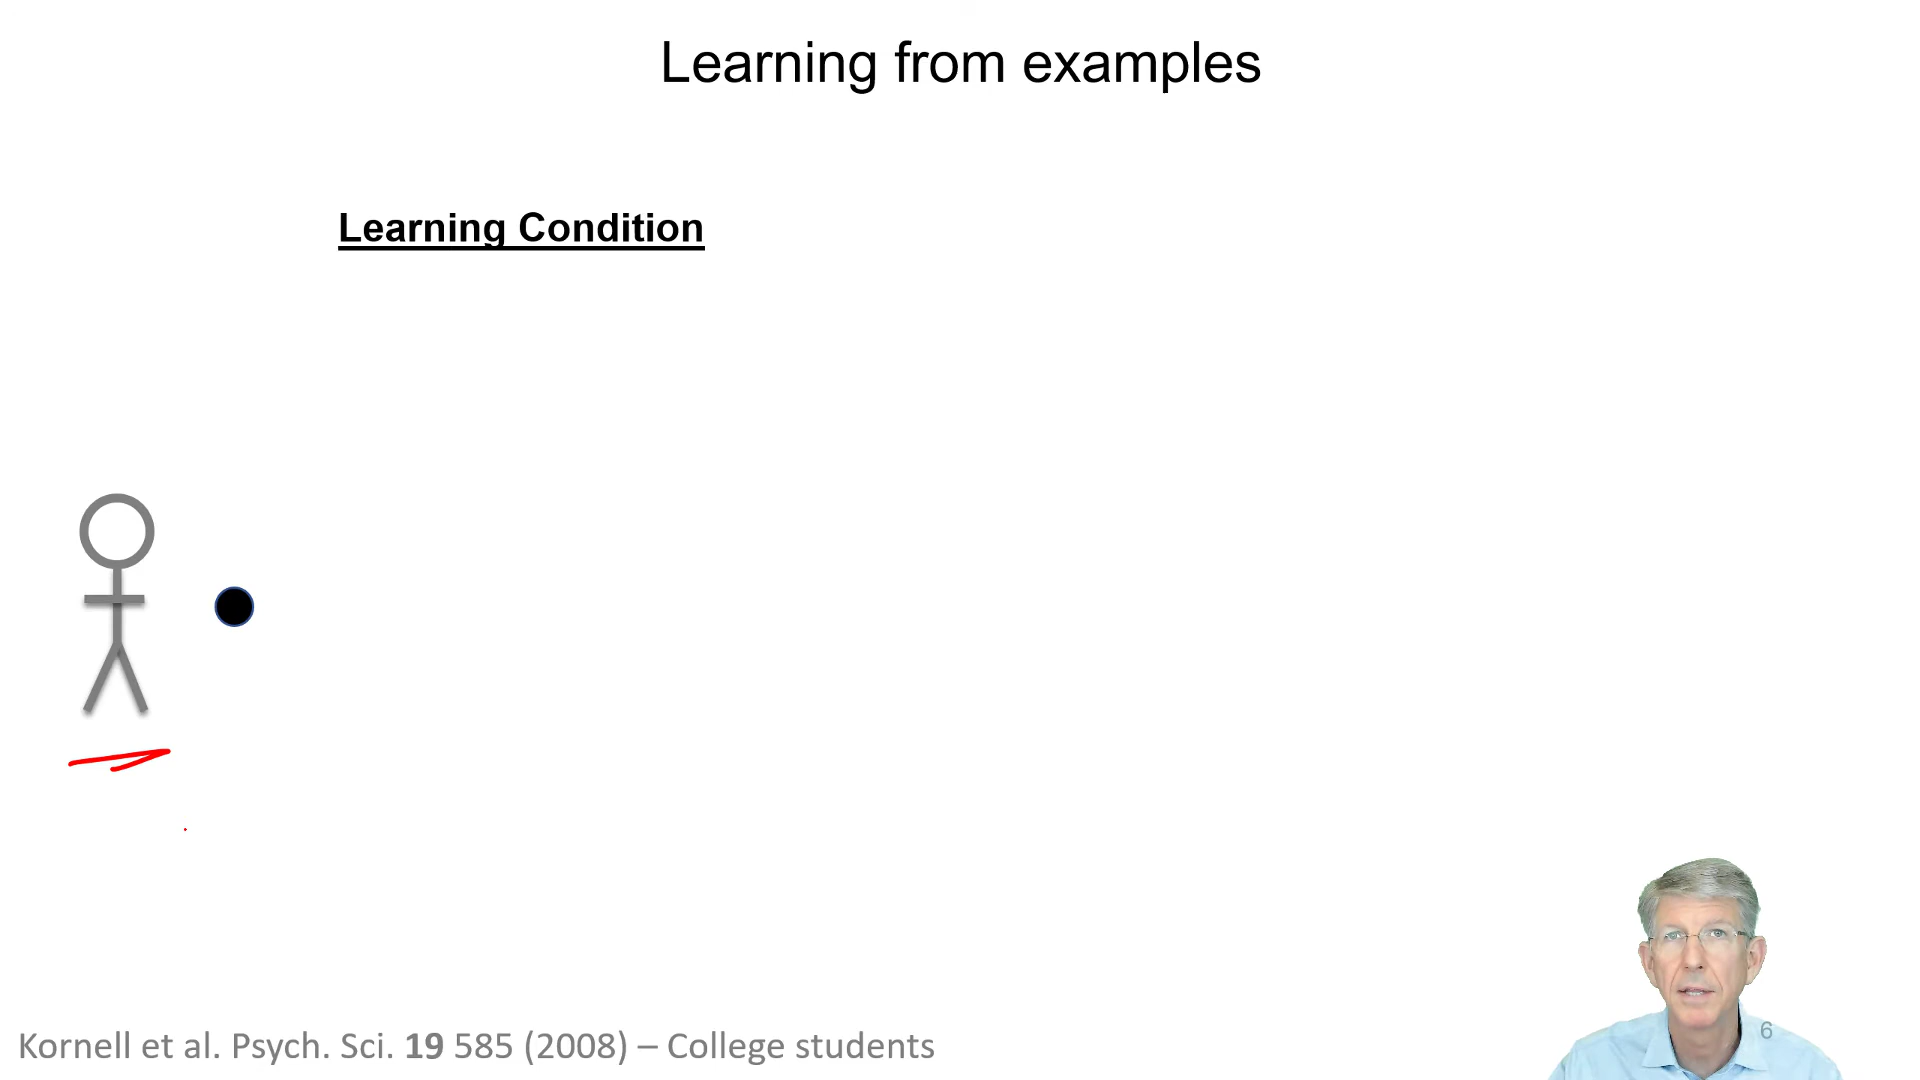 Learning from examples
Learning Condition
6
Kornell et al. Psych. Sci. 19 585 (2008) – College students